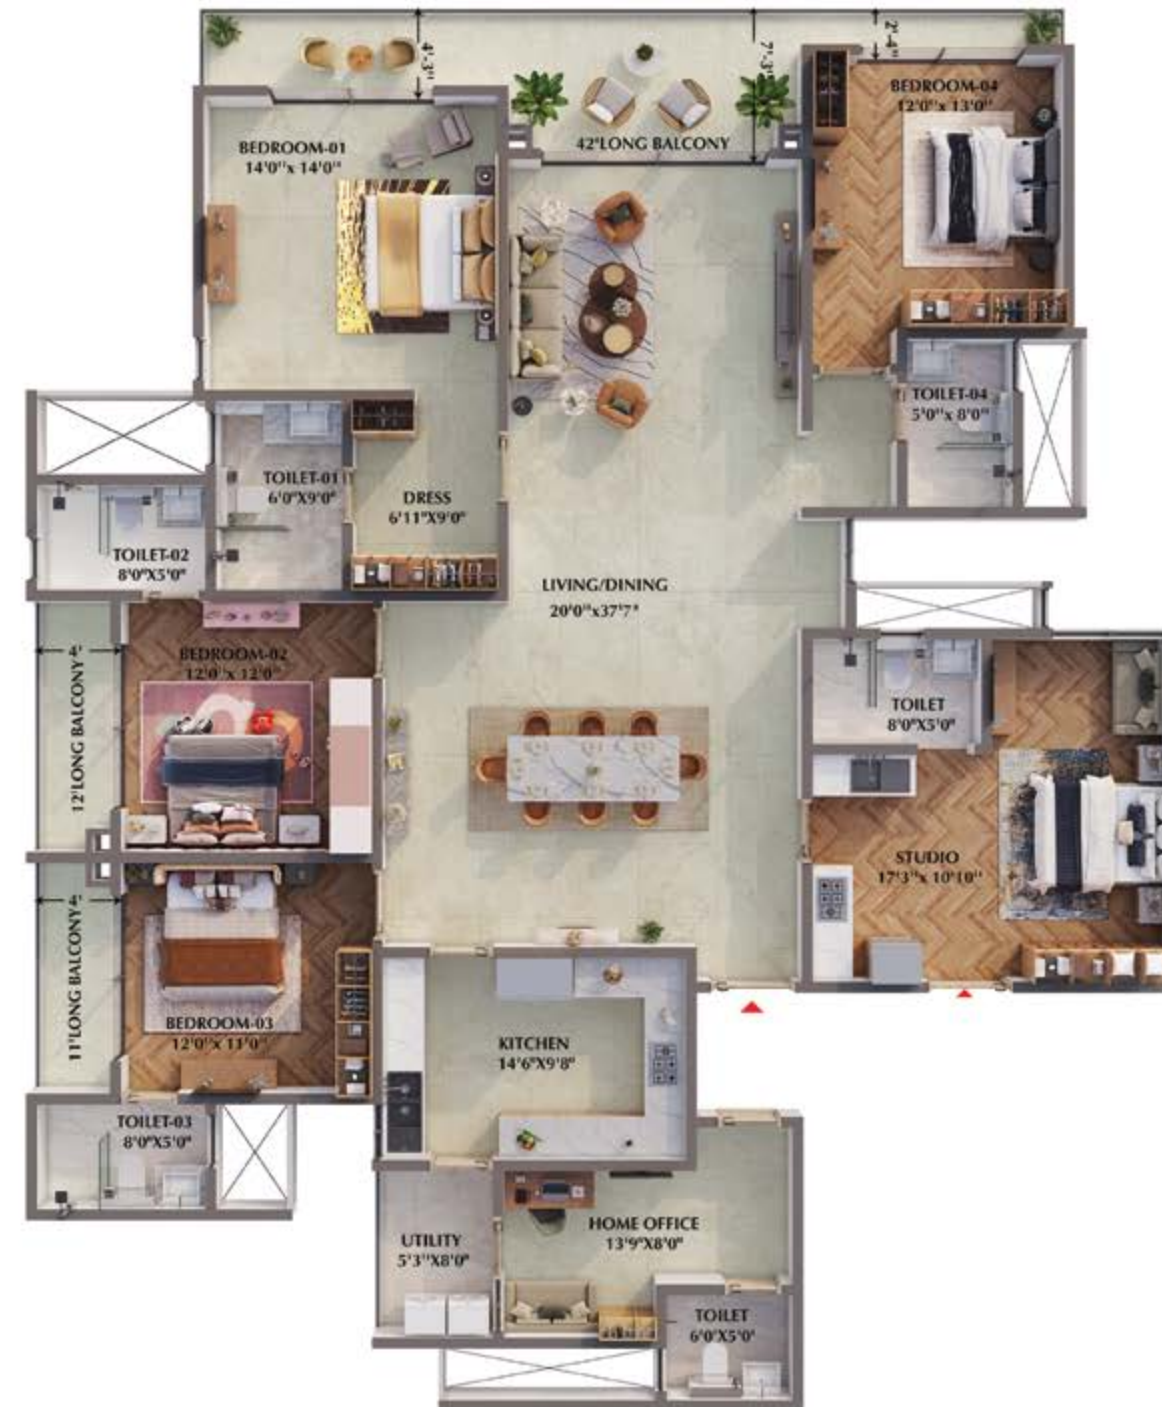 4'-3"
7'-3"
2'-4"
BEDROOM-01
14'0"x 14'0"
42'LONG BALCONY
BEDROOM-04
12'0"x 13'0"
TOILET-04
5'0"x 8'0"
TOILET-01
6'0"X9'0"
DRESS
6'11"X9'0"
TOILET-02
8'0"X5'0"
LIVING/DINING
20'0"x37'7"
4'
12'LONG BALCONY
BEDROOM-02
12'0"x 12'0"
TOILET
8'0"X5'0"
STUDIO
17'3"x 10'10"
4'
11'LONG BALCONY
BEDROOM-03
12'0"x 11'0"
KITCHEN
14'6"X9'8"
TOILET-03
8'0"X5'0"
UTILITY
5'3"X8'0"
HOME OFFICE
13'9"X8'0"
TOILET
6'0'X5'0'